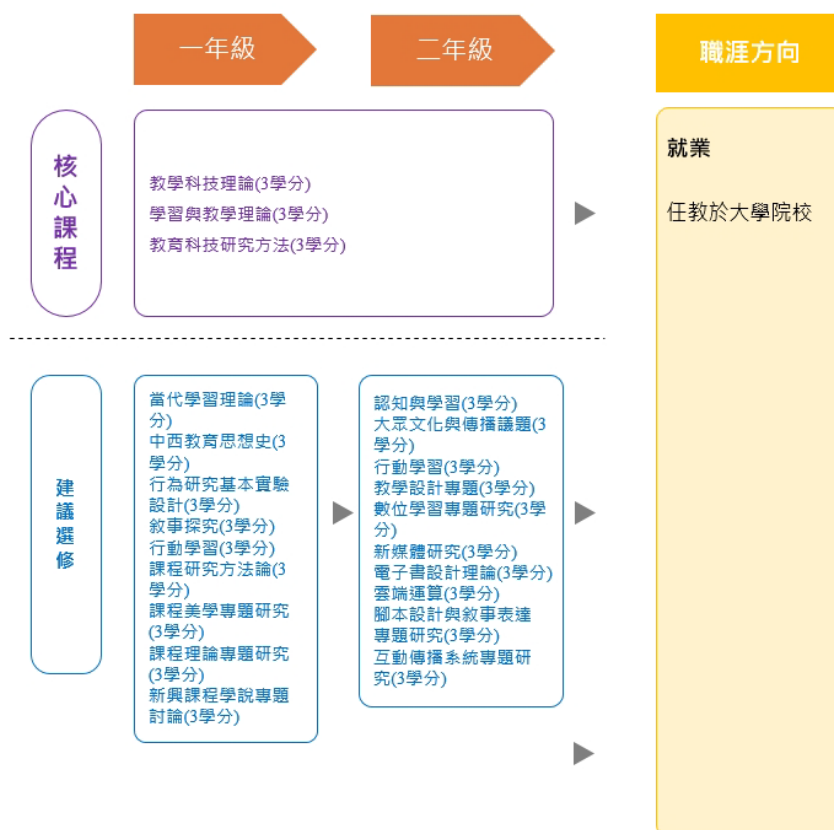 一年級
二年級
職涯方向
核心課程
教學科技理論(3學分)
學習與教學理論(3學分)
教育科技研究方法(3學分)
就業
任教於大學院校
建議選修
當代學習理論(3學
分)
中西教育思想史(3
學分)
行為研究基本實驗
設計(3學分)
敘事探究(3學分)
行動學習(3學分)
課程研究方法論(3
學分)
課程美學專題研究
(3學分)
課程理論專題研究
(3學分)
新興課程學說專題
討論(3學分)
認知與學習(3學分)
大眾文化與傳播議題(3
學分)
行動學習(3學分)
教學設計專題(3學分)
數位學習專題研究(3學
分)
新媒體研究(3學分)
電子書設計理論(3學分)
雲端運算(3學分)
腳本設計與敘事表達
專題研究(3學分)
互動傳播系統專題研
究(3學分)